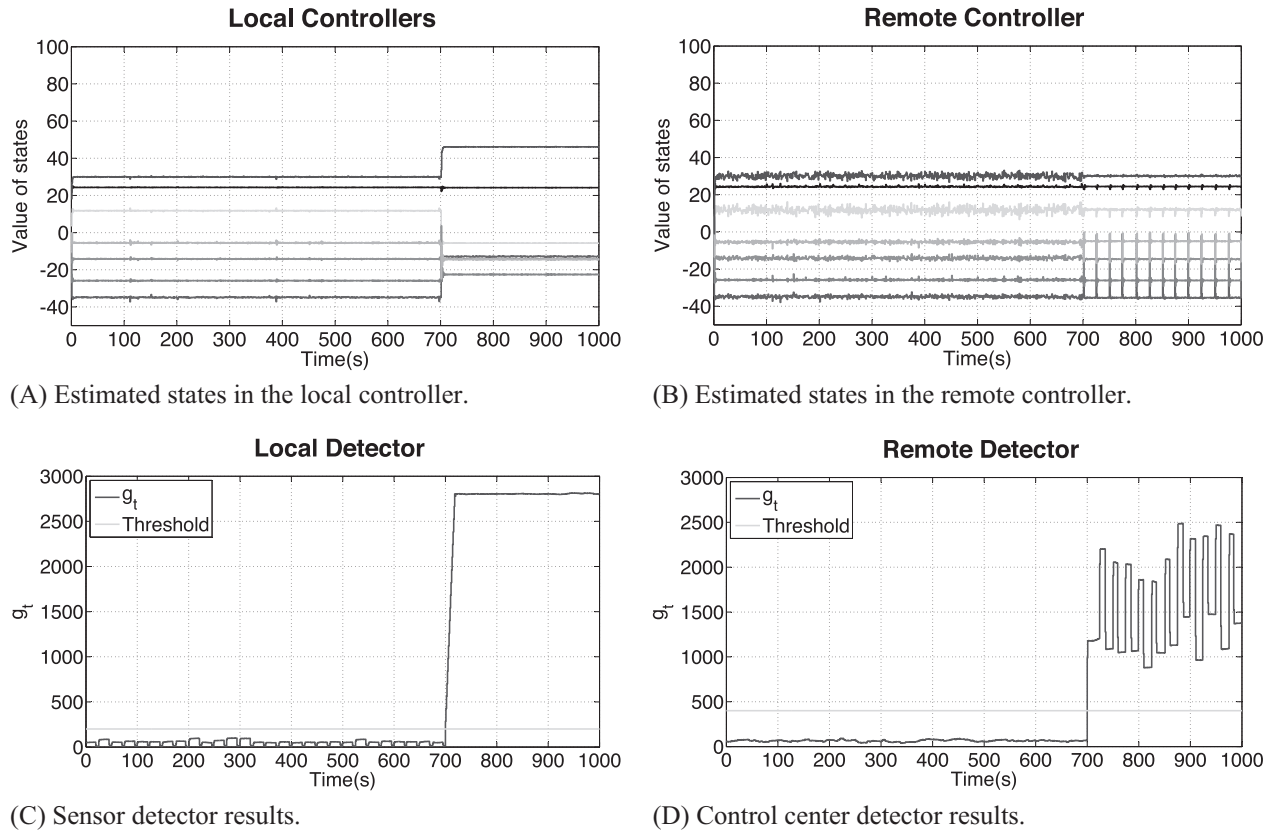 Local Controllers
Value of states
100
80
60
40
20
0
-20
-40
0 100 200 300 400 500 600 700 800 900 1000
Time(s)
(A) Estimated states in the local controller.
Remote Controller
Value of states
100
80
60
40
20
0
-20
-40
0 100 200 300 400 500 600 700 800 900 1000
Time(s)
(B) Estimated states in the remote controller.
Local Detector
g_t
3000
2500
2000
1500
1000
500
0
g_t
Threshold
0 100 200 300 400 500 600 700 800 900 1000
Time(s)
(C) Sensor detector results.
Remote Detector
g_t
3000
2500
2000
1500
1000
500
0
g_t
Threshold
0 100 200 300 400 500 600 700 800 900 1000
Time(s)
(D) Control center detector results.